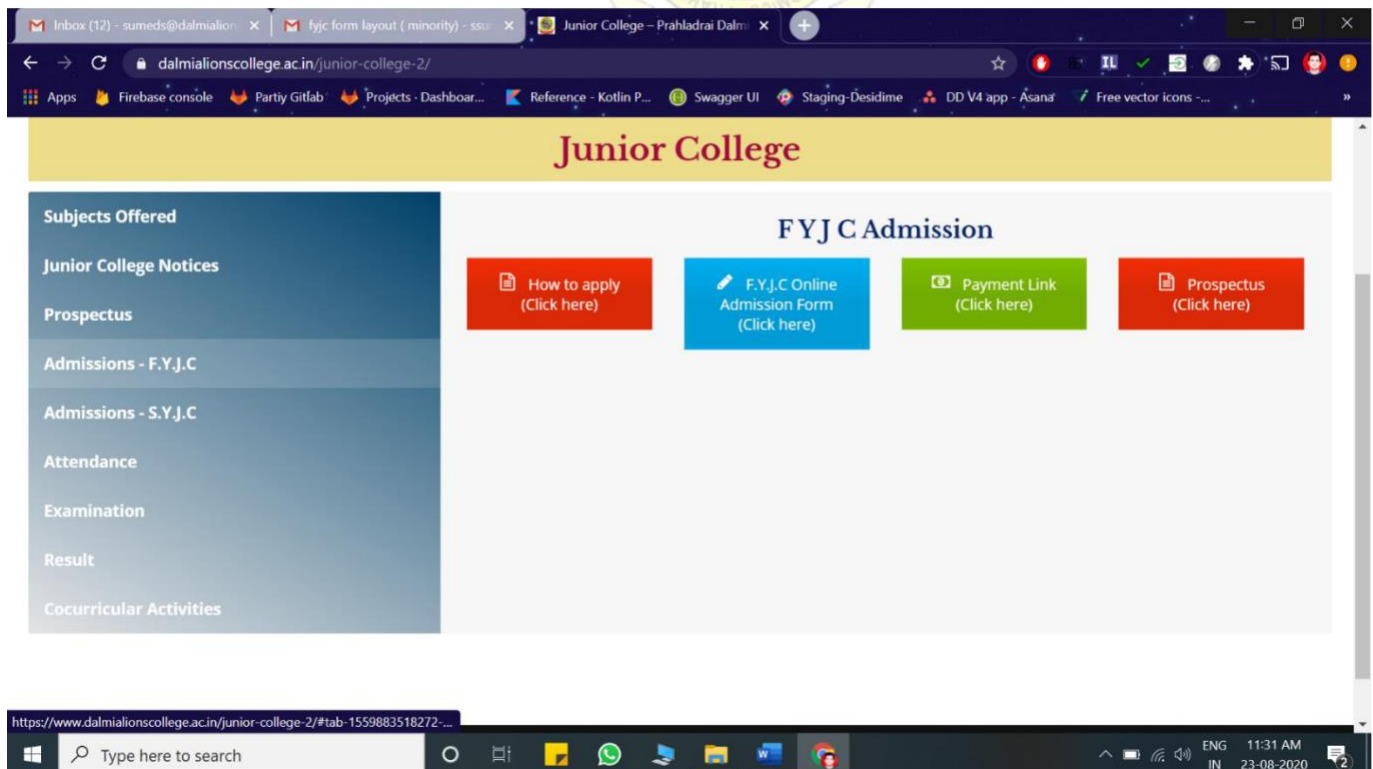 Inbox (12) - sumeds@dalmialion
fyjc form layout ( minority) - ssu
Junior College – Prahladrai Dalm
dalmialionscollege.ac.in/junior-college-2/
Apps
Firebase console
Partiy Gitlab
Projects · Dashboar...
Reference - Kotlin P...
Swagger UI
Staging-Desidime
DD V4 app - Asana
Free vector icons -...
»
Junior College
Subjects Offered
Junior College Notices
Prospectus
Admissions - F.Y.J.C
Admissions - S.Y.J.C
Attendance
Examination
Result
Cocurricular Activities
F Y J C Admission
How to apply
(Click here)
F.Y.J.C Online
Admission Form
(Click here)
Payment Link
(Click here)
Prospectus
(Click here)
https://www.dalmialionscollege.ac.in/junior-college-2/#tab-1559883518272-...
Type here to search
ENG
IN
11:31 AM
23-08-2020
2